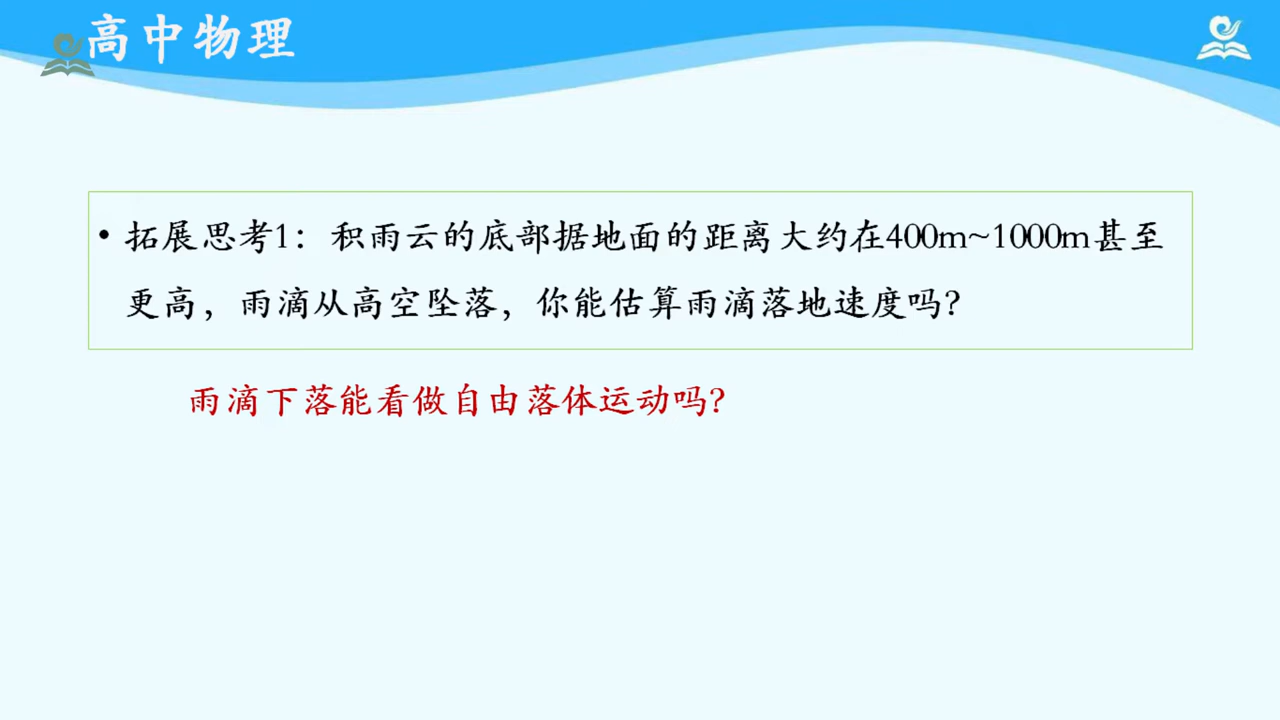 高中物理
• 拓展思考1：积雨云的底部据地面的距离大约在400m~1000m甚至
更高，雨滴从高空坠落，你能估算雨滴落地速度吗？
雨滴下落能看做自由落体运动吗？